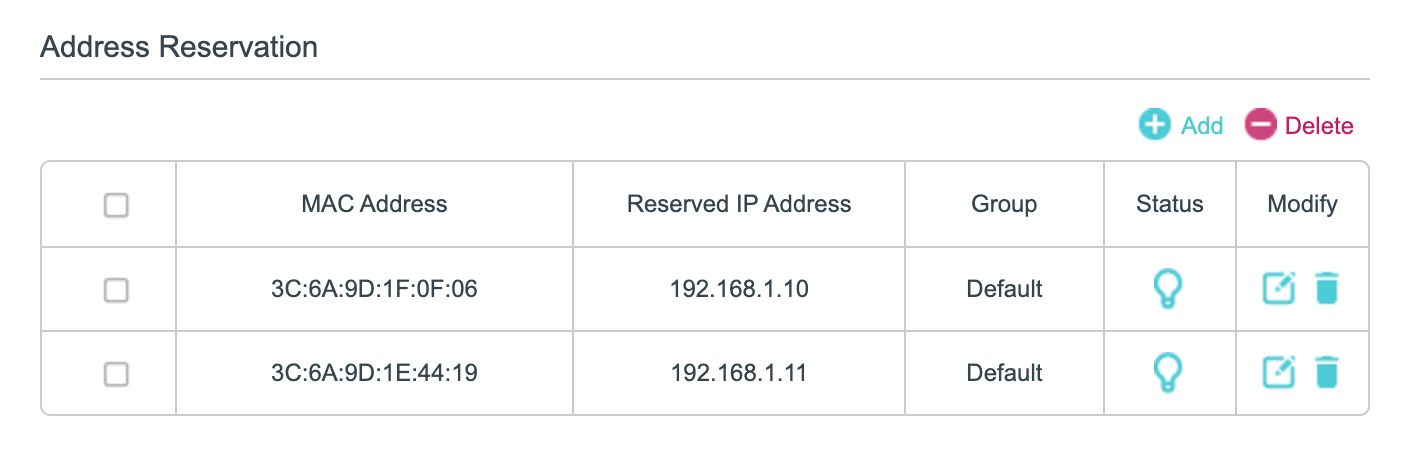 Address Reservation
Add Delete
MAC Address Reserved IP Address Group Status Modify
3C:6A:9D:1F:0F:06 192.168.1.10 Default
3C:6A:9D:1E:44:19 192.168.1.11 Default